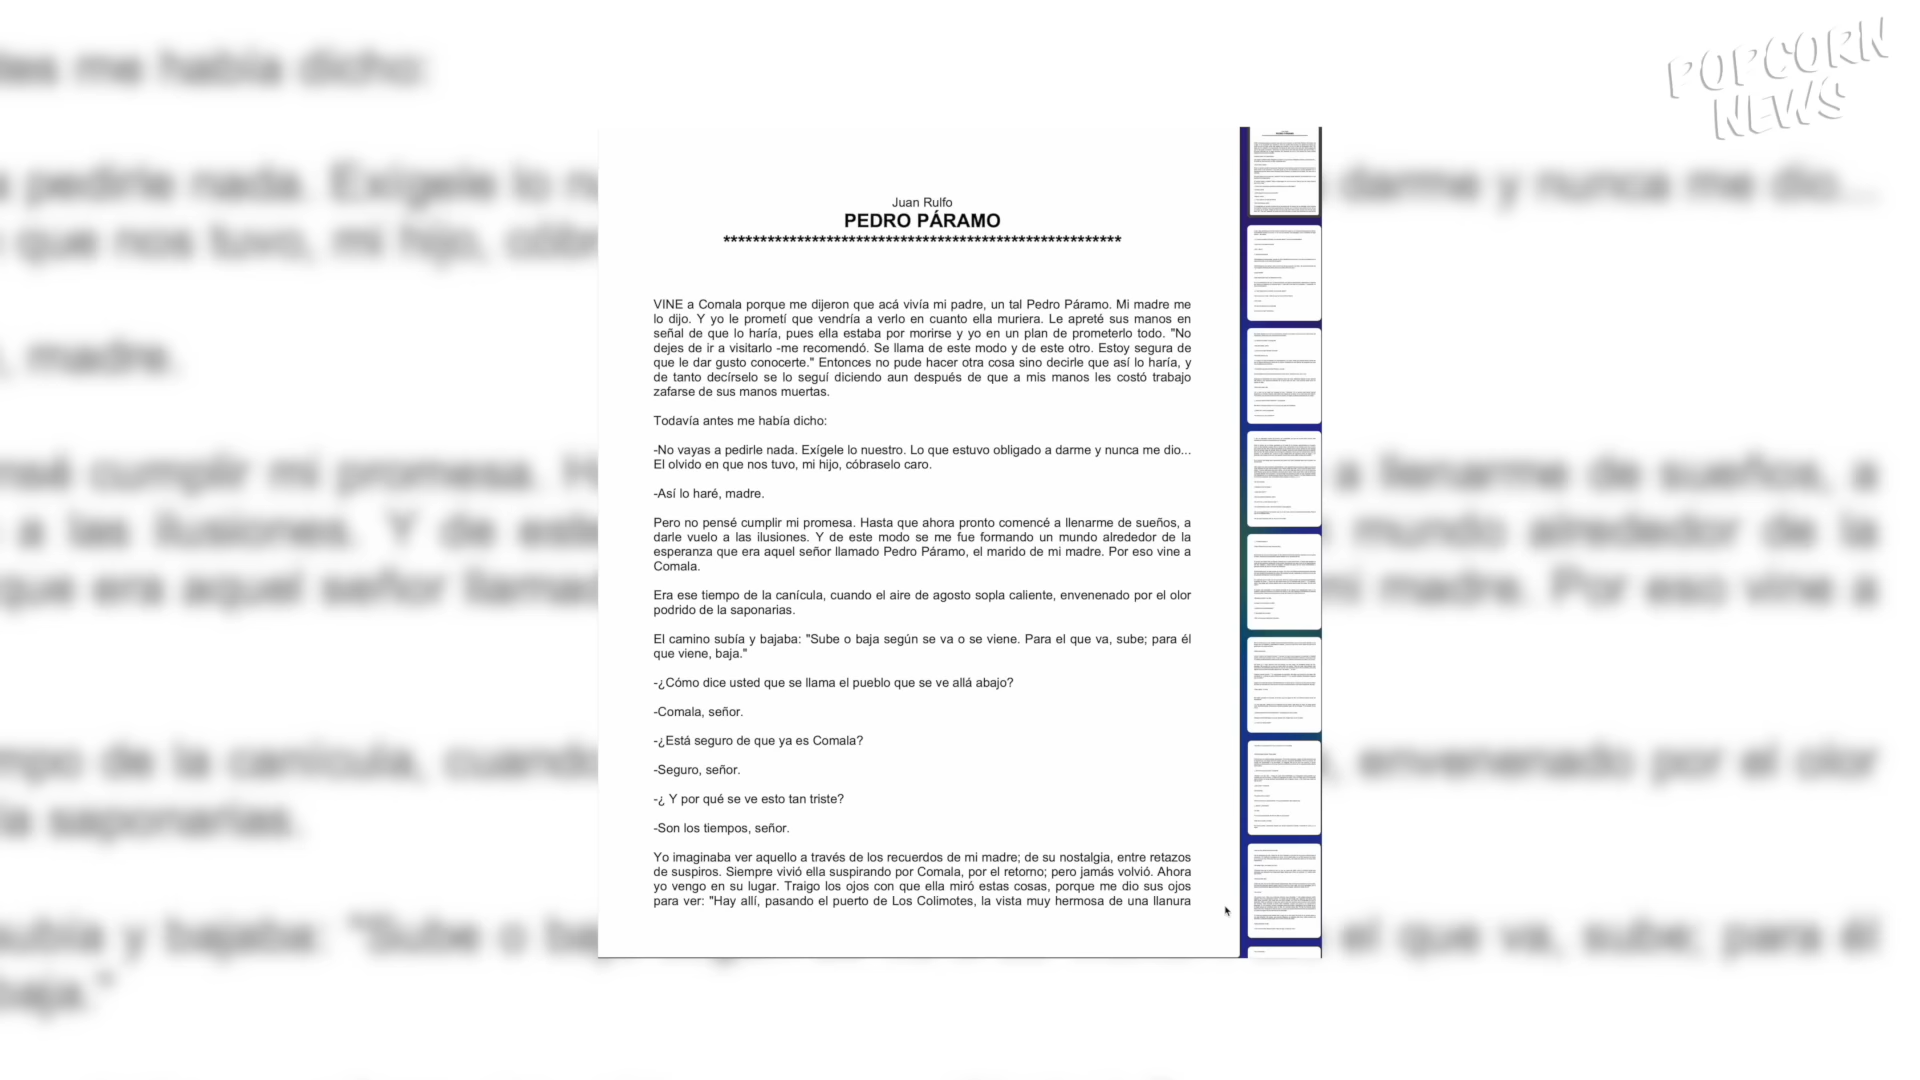 POPCORN
NEWS
Juan Rulfo
PEDRO PÁRAMO
******************************************************
VINE a Comala porque me dijeron que acá vivía mi padre, un tal Pedro Páramo. Mi madre me
lo dijo. Y yo le prometí que vendría a verlo en cuanto ella muriera. Le apreté sus manos en
señal de que lo haría, pues ella estaba por morirse y yo en un plan de prometerlo todo. "No
dejes de ir a visitarlo -me recomendó. Se llama de este modo y de este otro. Estoy segura de
que le dar gusto conocerte." Entonces no pude hacer otra cosa sino decirle que así lo haría, y
de tanto decírselo se lo seguí diciendo aun después de que a mis manos les costó trabajo
zafarse de sus manos muertas.
Todavía antes me había dicho:
-No vayas a pedirle nada. Exígele lo nuestro. Lo que estuvo obligado a darme y nunca me dio...
El olvido en que nos tuvo, mi hijo, cóbraselo caro.
-Así lo haré, madre.
Pero no pensé cumplir mi promesa. Hasta que ahora pronto comencé a llenarme de sueños, a
darle vuelo a las ilusiones. Y de este modo se me fue formando un mundo alrededor de la
esperanza que era aquel señor llamado Pedro Páramo, el marido de mi madre. Por eso vine a
Comala.
Era ese tiempo de la canícula, cuando el aire de agosto sopla caliente, envenenado por el olor
podrido de la saponarias.
El camino subía y bajaba: "Sube o baja según se va o se viene. Para el que va, sube; para él
que viene, baja."
-¿Cómo dice usted que se llama el pueblo que se ve allá abajo?
-Comala, señor.
-¿Está seguro de que ya es Comala?
-Seguro, señor.
-¿ Y por qué se ve esto tan triste?
-Son los tiempos, señor.
Yo imaginaba ver aquello a través de los recuerdos de mi madre; de su nostalgia, entre retazos
de suspiros. Siempre vivió ella suspirando por Comala, por el retorno; pero jamás volvió. Ahora
yo vengo en su lugar. Traigo los ojos con que ella miró estas cosas, porque me dio sus ojos
para ver: "Hay allí, pasando el puerto de Los Colimotes, la vista muy hermosa de una llanura